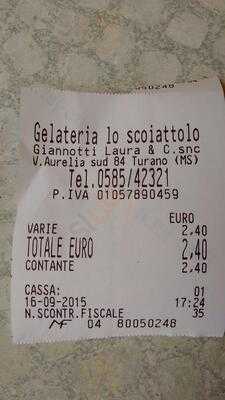 80050248
Gelateria lo scoiattolo
Giannotti Laura & C.snc
V.Aurelia sud 84 Turano (MS)
Tel.0585/42321
P.IVA 01057890459
EURO
VARIE 2,40
TOTALE EURO 2,40
CONTANTE 2,40
CASSA: 01
16-09-2015 17:24
N.SCONTR.FISCALE 35
MF 04 80050248